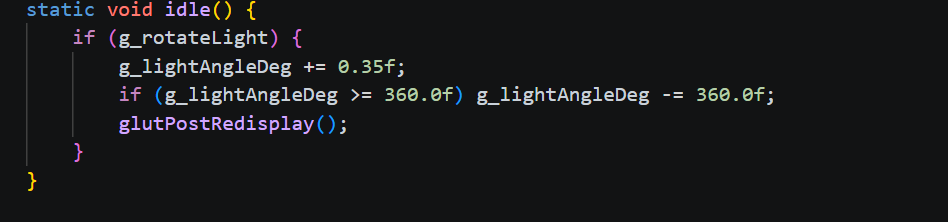 static void idle() {
    if (g_rotateLight) {
        g_lightAngleDeg += 0.35f;
        if (g_lightAngleDeg >= 360.0f) g_lightAngleDeg -= 360.0f;
        glutPostRedisplay();
    }
}